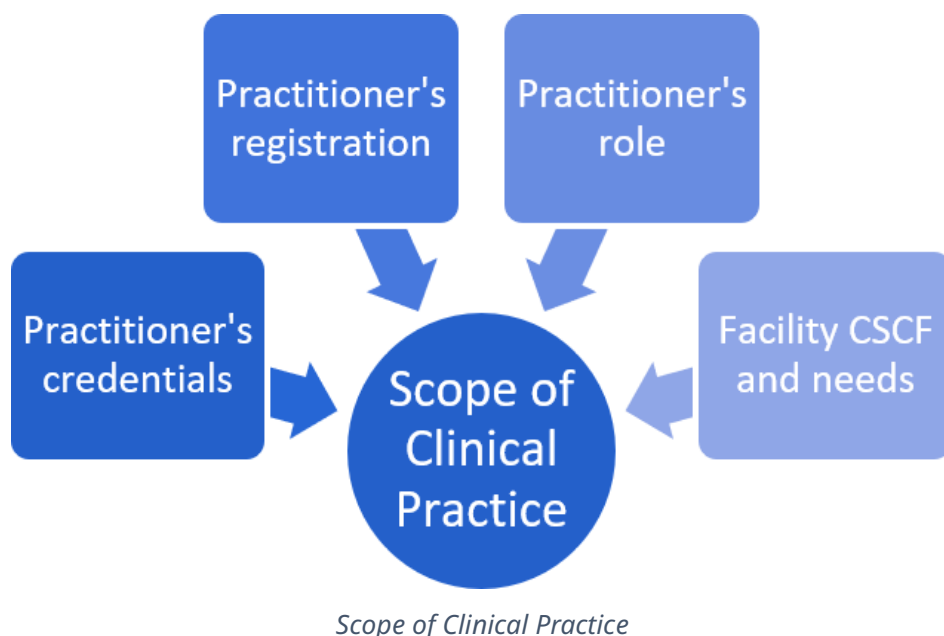 Practitioner's
registration
Practitioner's
role
Practitioner's
credentials
Facility CSCF
and needs
Scope of
Clinical
Practice
Scope of Clinical Practice